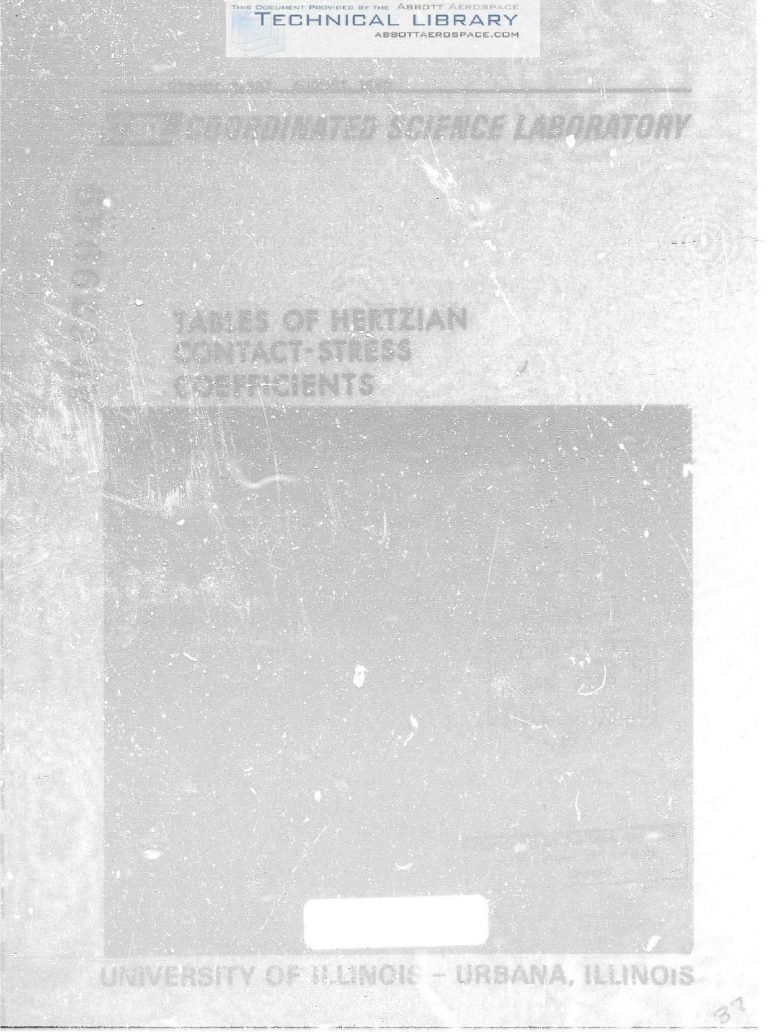 THIS DOCUMENT PROVIDED BY THE ABBOTT AEROSPACE
TECHNICAL LIBRARY
ABBOTTAEROSPACE.COM
COORDINATED SCIENCE LABORATORY
TABLES OF HERTZIAN
CONTACT-STRESS
COEFFICIENTS
UNIVERSITY OF ILLINOIS – URBANA, ILLINOIS
37